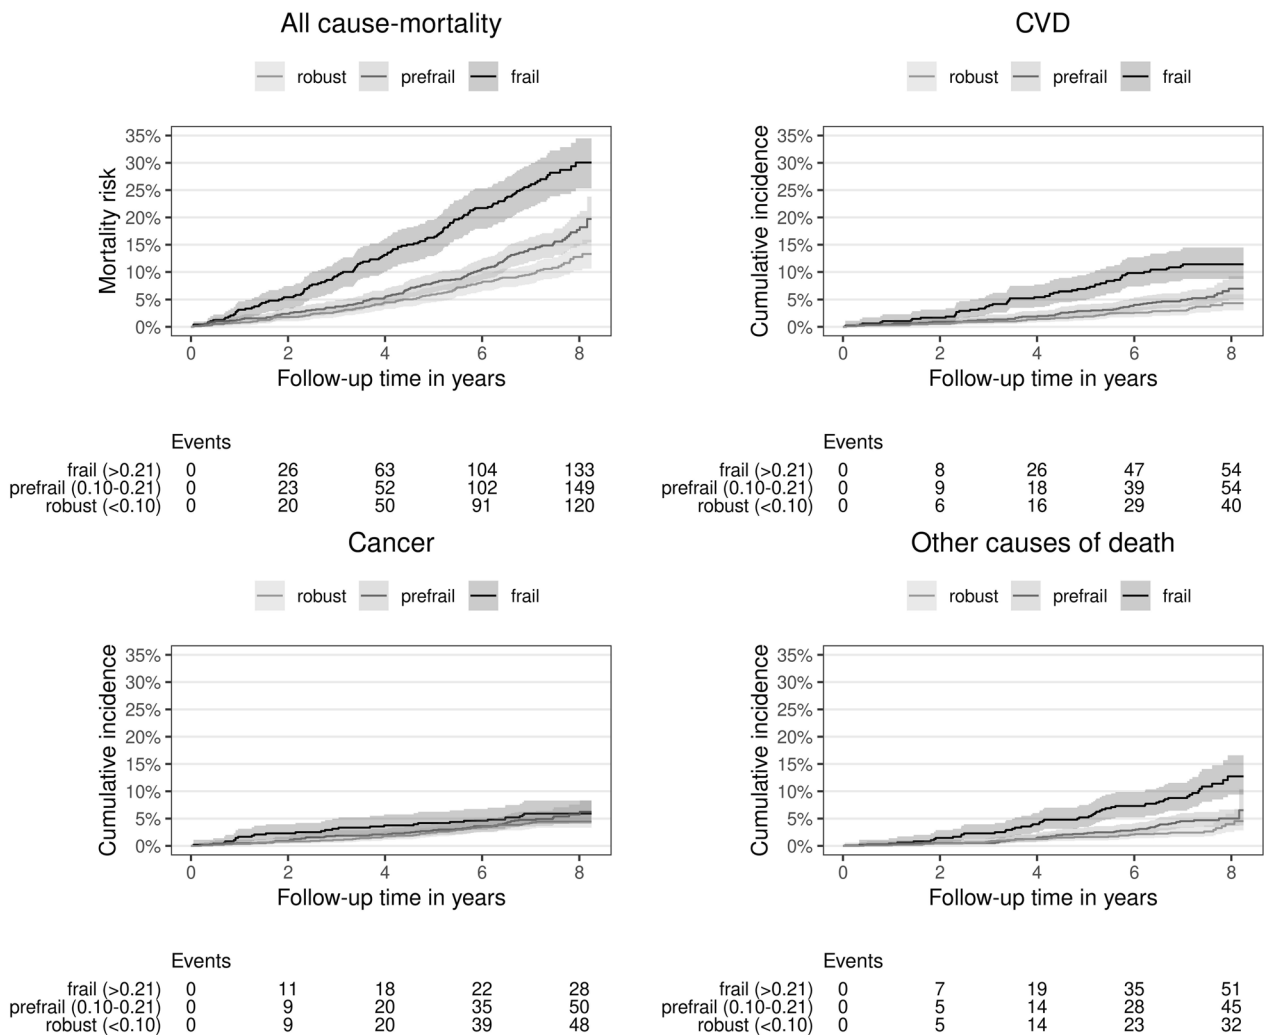 All cause-mortality
robust prefrail frail
Mortality risk
35%
30%
25%
20%
15%
10%
5%
0%
0 2 4 6 8
Follow-up time in years
Events
frail (>0.21) 0 26 63 104 133
prefrail (0.10-0.21) 0 23 52 102 149
robust (<0.10) 0 20 50 91 120
CVD
robust prefrail frail
Cumulative incidence
35%
30%
25%
20%
15%
10%
5%
0%
0 2 4 6 8
Follow-up time in years
Events
frail (>0.21) 0 8 26 47 54
prefrail (0.10-0.21) 0 9 18 39 54
robust (<0.10) 0 6 16 29 40
Cancer
robust prefrail frail
Cumulative incidence
35%
30%
25%
20%
15%
10%
5%
0%
0 2 4 6 8
Follow-up time in years
Events
frail (>0.21) 0 11 18 22 28
prefrail (0.10-0.21) 0 9 20 35 50
robust (<0.10) 0 9 20 39 48
Other causes of death
robust prefrail frail
Cumulative incidence
35%
30%
25%
20%
15%
10%
5%
0%
0 2 4 6 8
Follow-up time in years
Events
frail (>0.21) 0 7 19 35 51
prefrail (0.10-0.21) 0 5 14 28 45
robust (<0.10) 0 5 14 23 32